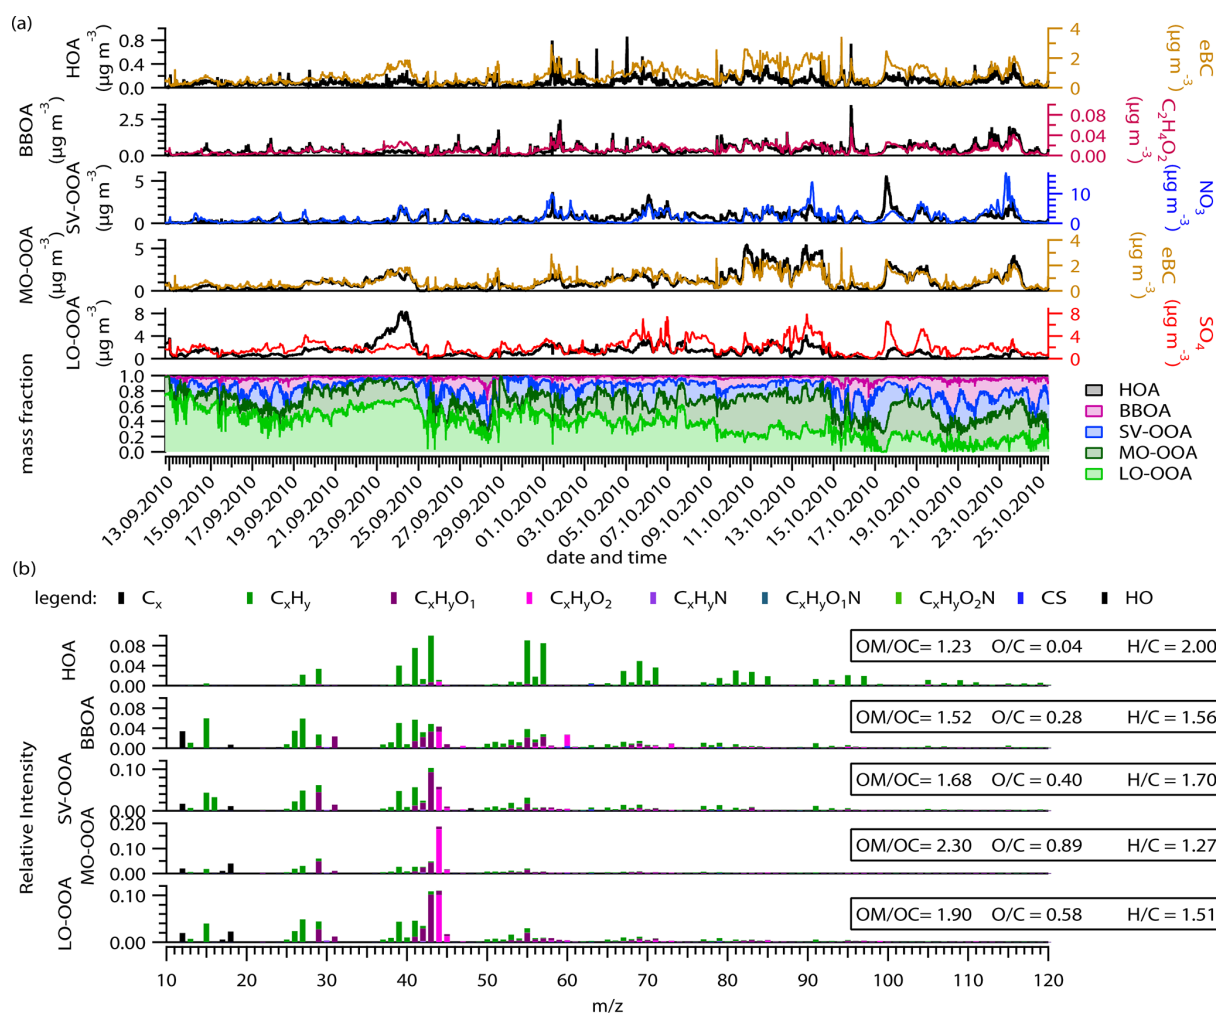 (a)
HOA
(µg m⁻³)
0.8
0.4
0.0
4
2
0
eBC
(µg m⁻³)
BBOA
(µg m⁻³)
2.5
0.0
0.08
0.04
0.00
C₂H₄O₂
(µg m⁻³)
SV-OOA
(µg m⁻³)
5
0
10
0
NO₃
(µg m⁻³)
MO-OOA
(µg m⁻³)
5
0
4
2
0
eBC
(µg m⁻³)
LO-OOA
(µg m⁻³)
8
4
0
8
6
4
2
0
SO₄
(µg m⁻³)
mass fraction
1.0
0.8
0.6
0.4
0.2
0.0
HOA
BBOA
SV-OOA
MO-OOA
LO-OOA
13.09.2010
15.09.2010
17.09.2010
19.09.2010
21.09.2010
23.09.2010
25.09.2010
27.09.2010
29.09.2010
01.10.2010
03.10.2010
05.10.2010
07.10.2010
09.10.2010
11.10.2010
13.10.2010
15.10.2010
17.10.2010
19.10.2010
21.10.2010
23.10.2010
25.10.2010
date and time
(b)
legend: Cₓ CₓHᵧ CₓHᵧO₁ CₓHᵧO₂ CₓHᵧN CₓHᵧO₁N CₓHᵧO₂N CS HO
Relative Intensity
HOA
0.08
0.04
0.00
OM/OC= 1.23 O/C = 0.04 H/C = 2.00
BBOA
0.08
0.04
0.00
OM/OC= 1.52 O/C = 0.28 H/C = 1.56
SV-OOA
0.10
0.00
OM/OC= 1.68 O/C = 0.40 H/C = 1.70
MO-OOA
0.20
0.10
0.00
OM/OC= 2.30 O/C = 0.89 H/C = 1.27
LO-OOA
0.10
0.00
OM/OC= 1.90 O/C = 0.58 H/C = 1.51
10 20 30 40 50 60 70 80 90 100 110 120
m/z